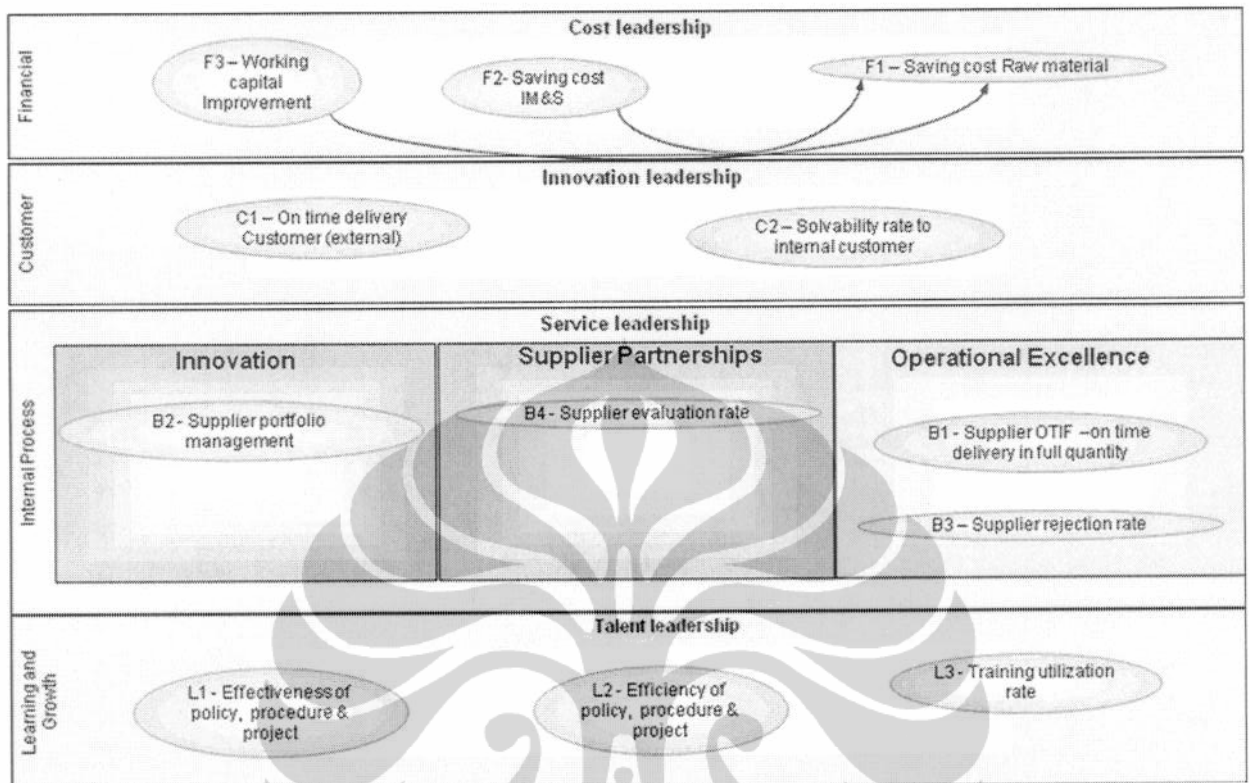 Cost leadership
Financial
F3 – Working
capital
Improvement
F2- Saving cost
IM&S
F1 – Saving cost Raw material
Innovation leadership
Customer
C1 – On time delivery
Customer (external)
C2 – Solvability rate to
internal customer
Service leadership
Internal Process
Innovation
B2- Supplier portfolio
management
Supplier Partnerships
B4- Supplier evaluation rate
Operational Excellence
B1 - Supplier OTIF –on time
delivery in full quantity
B3 – Supplier rejection rate
Talent leadership
Learning and
Growth
L1 - Effectiveness of
policy, procedure &
project
L2 - Efficiency of
policy, procedure &
project
L3 - Training utilization
rate